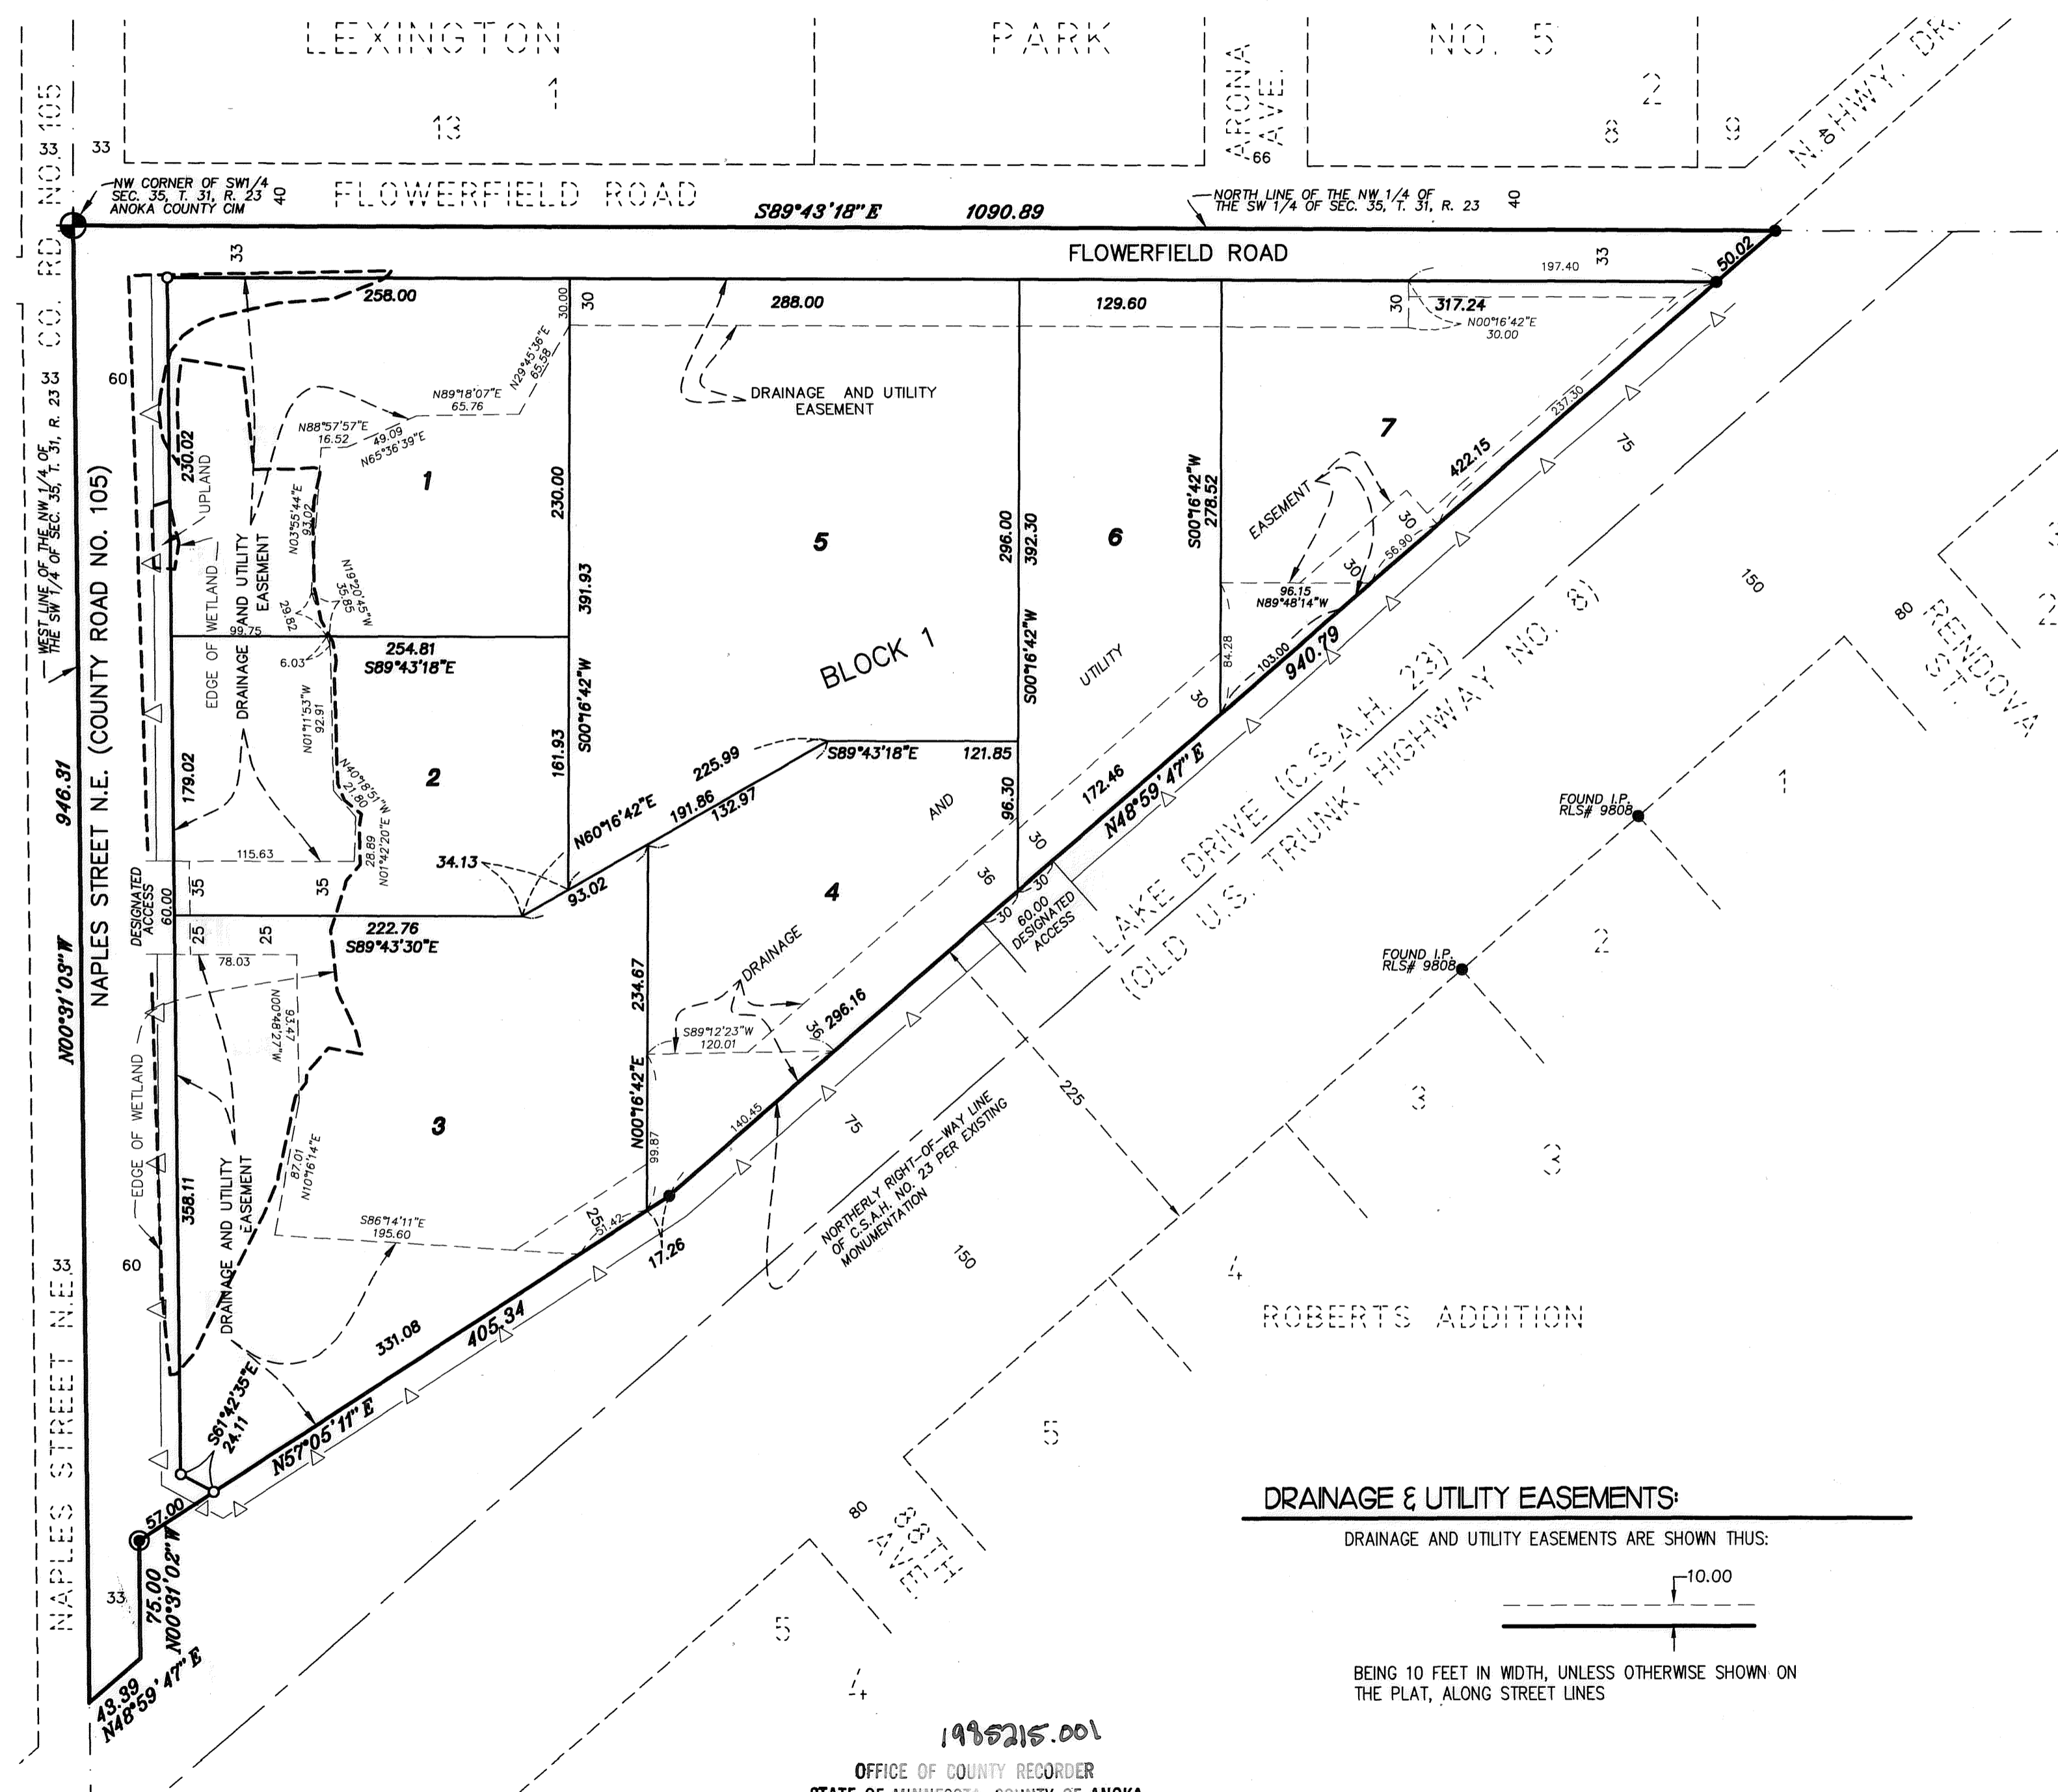 LEXINGTON PARK NO. 5
1
13
ARONA
AVE.
66
2
8
9
N. HWY. DR.
40
33
33
CO. RD. NO. 105
NW CORNER OF SW1/4
SEC. 35, T. 31, R. 23
ANOKA COUNTY CIM
40
FLOWERFIELD ROAD
S89°43'18"E 1090.89
NORTH LINE OF THE NW 1/4 OF
THE SW 1/4 OF SEC. 35, T. 31, R. 23
40
33
FLOWERFIELD ROAD
33
197.40
50.02
258.00
30.00
30
288.00
129.60
30
317.24
N00°16'42"E
30.00
33
60
WEST LINE OF THE NW 1/4 OF
THE SW 1/4 OF SEC. 35, T. 31, R. 23
230.02
UPLAND
EDGE OF WETLAND
DRAINAGE AND UTILITY
EASEMENT
N88°57'57"E
16.52
49.09
N65°36'39"E
N89°18'07"E
65.76
N29°45'36"E
65.58
DRAINAGE AND UTILITY
EASEMENT
1
N03°55'44"E
93.02
N19°20'45"W
35.85
29.82
230.00
391.93
5
296.00
392.30
6
S00°16'42"W
278.52
7
EASEMENT
237.30
422.15
75
30
56.90
30
96.15
N89°48'14"W
99.75
254.81
S89°43'18"E
6.03
N01°11'53"W
92.91
S00°16'42"W
161.93
BLOCK 1
S00°16'42"W
UTILITY
84.28
103.00
940.79
30
2
N40°18'51"W
21.80
28.89
N01°42'20"E
179.02
NAPLES STREET N.E. (COUNTY ROAD NO. 105)
946.31
N00°31'03"W
115.63
35
35
DESIGNATED
ACCESS
60.00
25
25
222.76
S89°43'30"E
78.03
34.13
N60°16'42"E
93.02
225.99
191.86
132.97
S89°43'18"E
121.85
96.30
AND
172.46
N48°59'47"E
30
36
4
DRAINAGE
30
30
60.00
DESIGNATED
ACCESS
LAKE DRIVE (C.S.A.H. 23)
(OLD U.S. TRUNK HIGHWAY NO. 8)
150
80
RENDOVA
ST.
3
2
1
FOUND I.P.
RLS# 9808
2
FOUND I.P.
RLS# 9808
N00°48'27"W
93.47
234.67
N00°16'42"E
S89°12'23"W
120.01
36
296.16
225
3
3
EDGE OF WETLAND
358.11
DRAINAGE AND UTILITY
EASEMENT
87.01
N10°16'14"E
3
S86°14'11"E
195.60
99.87
140.45
25
51.42
17.26
75
NORTHERLY RIGHT-OF-WAY LINE
OF C.S.A.H. NO. 23 PER EXISTING
MONUMENTATION
150
4
ROBERTS ADDITION
33
60
NAPLES STREET N.E.
331.08
405.34
N57°05'11"E
S61°42'35"E
24.11
57.00
75.00
N00°31'02"W
33
43.39
N48°59'47"E
5
80
88TH
AVE.
5
4
DRAINAGE & UTILITY EASEMENTS:
DRAINAGE AND UTILITY EASEMENTS ARE SHOWN THUS:
10.00
BEING 10 FEET IN WIDTH, UNLESS OTHERWISE SHOWN ON
THE PLAT, ALONG STREET LINES
1985215.001
OFFICE OF COUNTY RECORDER
STATE OF MINNESOTA, COUNTY OF ANOKA